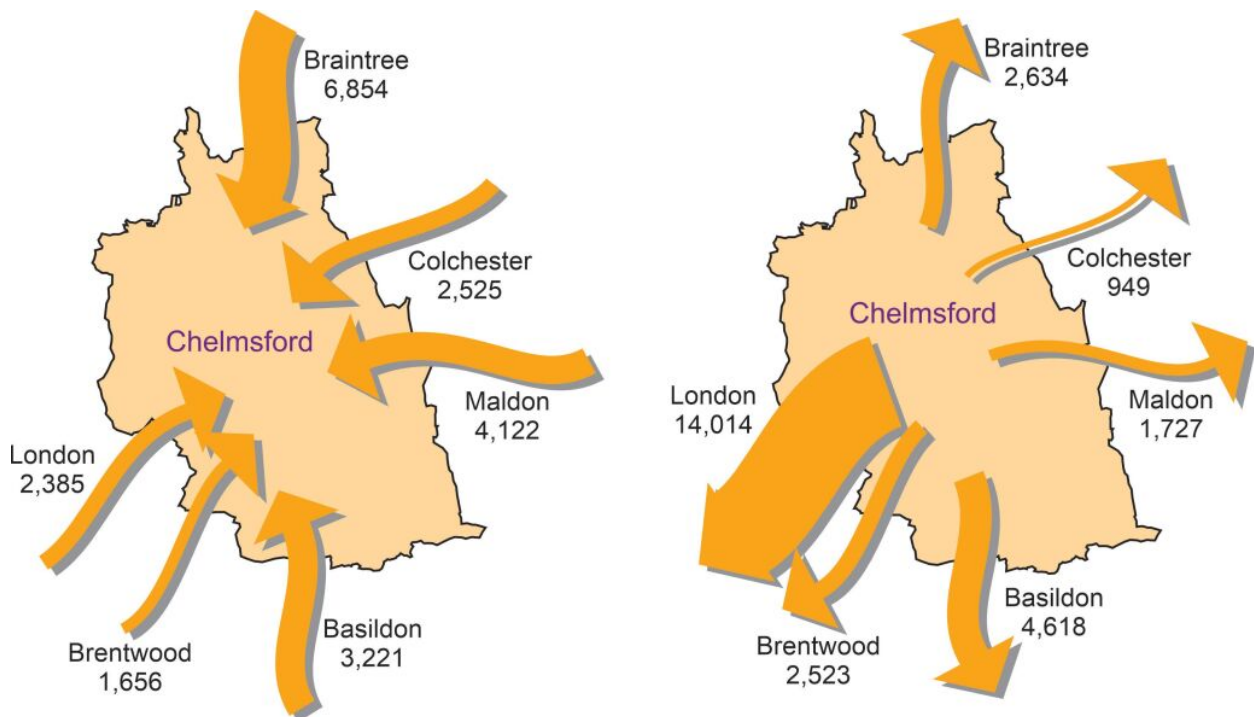 Braintree
6,854
Colchester
2,525
Chelmsford
Maldon
4,122
London
2,385
Brentwood
1,656
Basildon
3,221
Braintree
2,634
Colchester
949
Chelmsford
London
14,014
Maldon
1,727
Basildon
4,618
Brentwood
2,523